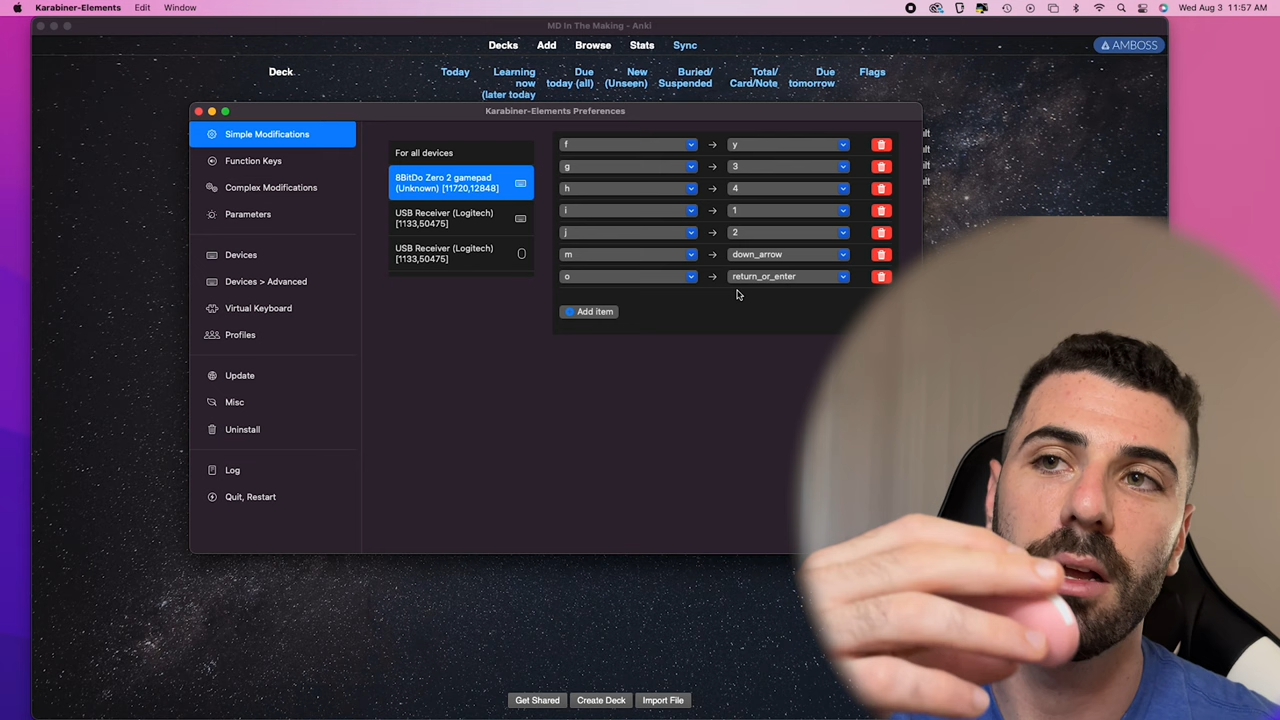 Karabiner-Elements Edit Window Wed Aug 3 11:57 AM
MD In The Making - Anki
Decks Add Browse Stats Sync
AMBOSS
Deck
Today
Learning
now
(later today
Due
today (all)
New
(Unseen)
Buried/
Suspended
Total/
Card/Note
Due
tomorrow
Flags
Karabiner-Elements Preferences
Simple Modifications
Function Keys
Complex Modifications
Parameters
Devices
Devices > Advanced
Virtual Keyboard
Profiles
Update
Misc
Uninstall
Log
Quit, Restart
For all devices
8BitDo Zero 2 gamepad
(Unknown) [11720,12848]
USB Receiver (Logitech)
[1133,50475]
USB Receiver (Logitech)
[1133,50475]
f → y
g → 3
h → 4
i → 1
j → 2
m → down_arrow
o → return_or_enter
Add item
Get Shared Create Deck Import File